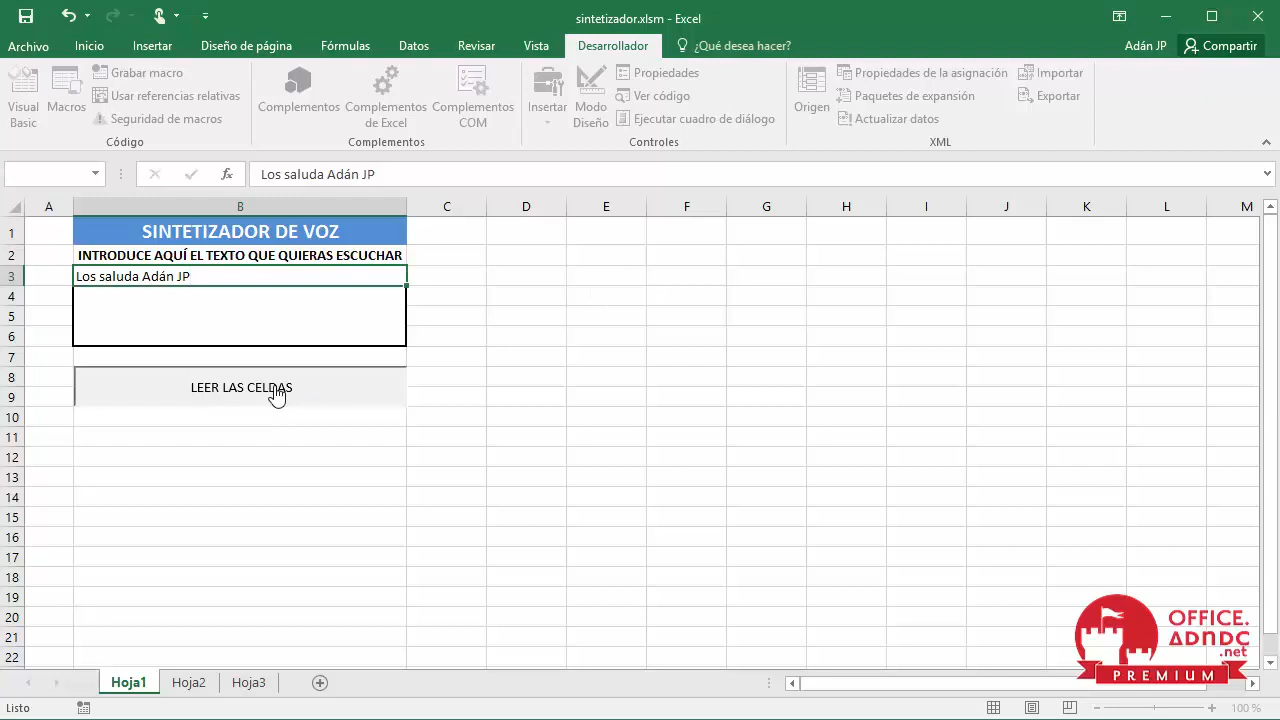 sintetizador.xlsm - Excel
Archivo Inicio Insertar Diseño de página Fórmulas Datos Revisar Vista Desarrollador ¿Qué desea hacer? Adán JP Compartir
Visual Basic
Macros
Grabar macro
Usar referencias relativas
Seguridad de macros
Código
Complementos
Complementos de Excel
Complementos COM
Complementos
Insertar
Modo Diseño
Propiedades
Ver código
Ejecutar cuadro de diálogo
Controles
Origen
Propiedades de la asignación
Paquetes de expansión
Actualizar datos
Importar
Exportar
XML
fx Los saluda Adán JP
A B C D E F G H I J K L M
1 SINTETIZADOR DE VOZ
2 INTRODUCE AQUÍ EL TEXTO QUE QUIERAS ESCUCHAR
3 Los saluda Adán JP
4
5
6
7
8
LEER LAS CELDAS
9
10
11
12
13
14
15
16
17
18
19
20
21
22
OFFICE.
ADNDC
.net
PREMIUM
Hoja1 Hoja2 Hoja3
Listo
100 %